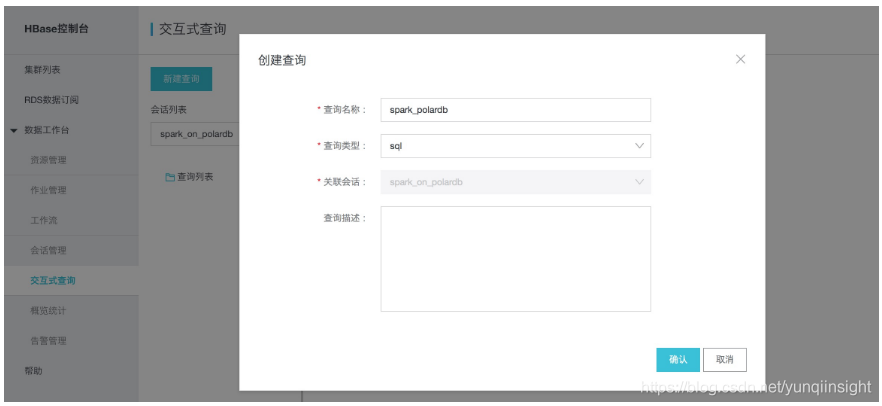 HBase控制台
交互式查询
集群列表
RDS数据订阅
数据工作台
资源管理
作业管理
工作流
会话管理
交互式查询
概览统计
告警管理
帮助
新建查询
会话列表
spark_on_polardb
查询列表
创建查询
* 查询名称：
spark_polardb
* 查询类型：
sql
* 关联会话：
spark_on_polardb
查询描述：
确认
取消
https://blog.csdn.net/yunqiinsight